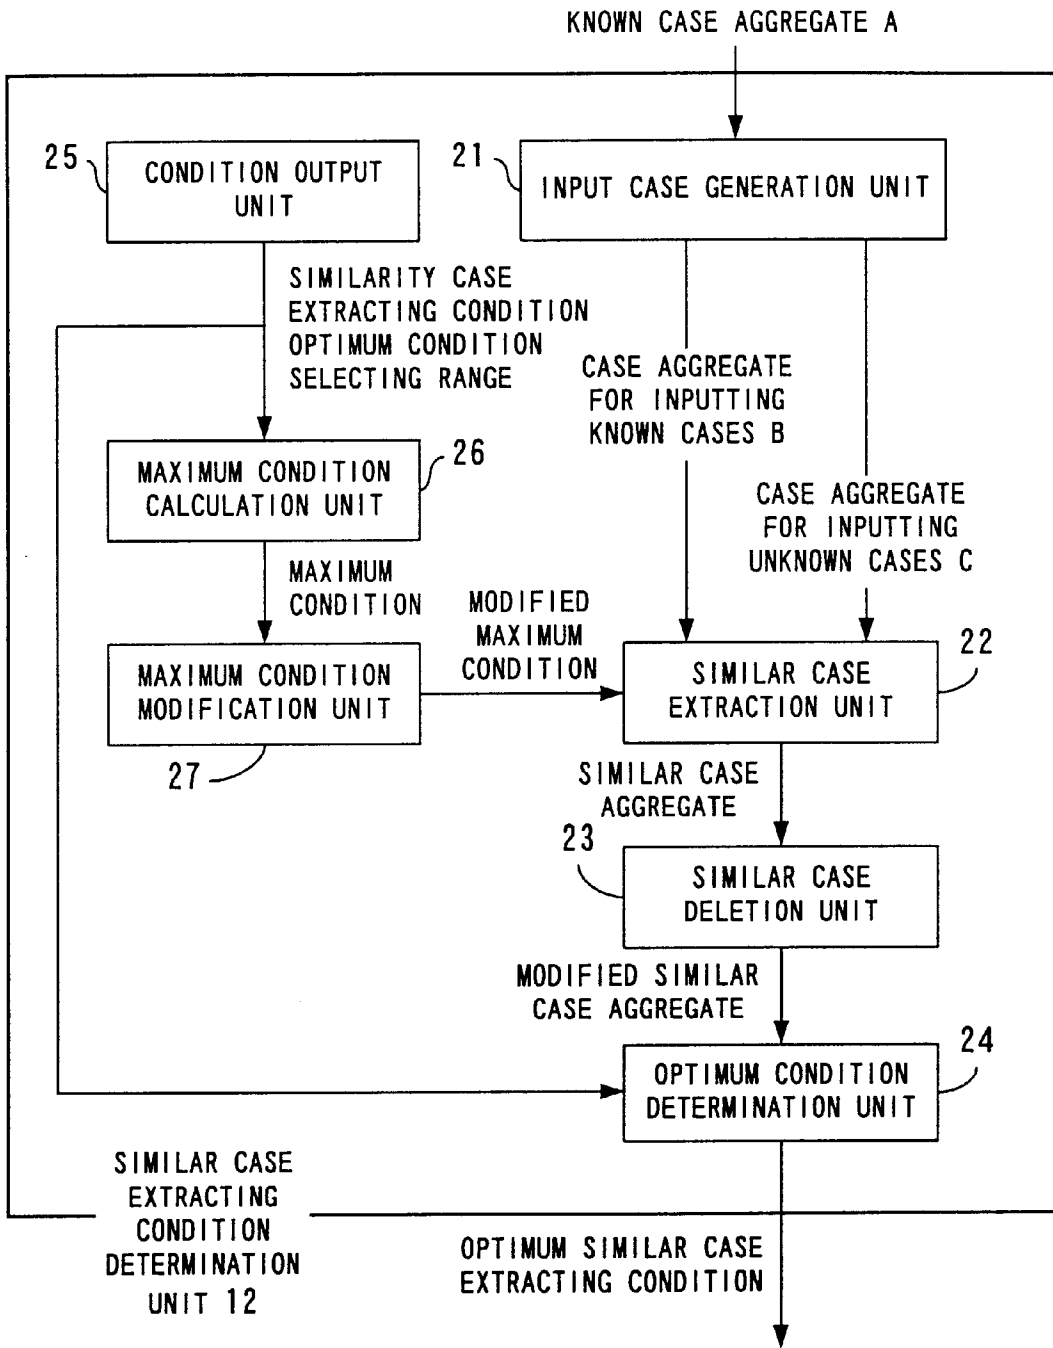 KNOWN CASE AGGREGATE A
25
CONDITION OUTPUT
UNIT
21
INPUT CASE GENERATION UNIT
SIMILARITY CASE
EXTRACTING CONDITION
OPTIMUM CONDITION
SELECTING RANGE
CASE AGGREGATE
FOR INPUTTING
KNOWN CASES B
26
MAXIMUM CONDITION
CALCULATION UNIT
CASE AGGREGATE
FOR INPUTTING
UNKNOWN CASES C
MAXIMUM
CONDITION
MODIFIED
MAXIMUM
CONDITION
MAXIMUM CONDITION
MODIFICATION UNIT
27
22
SIMILAR CASE
EXTRACTION UNIT
SIMILAR CASE
AGGREGATE
23
SIMILAR CASE
DELETION UNIT
MODIFIED SIMILAR
CASE AGGREGATE
24
OPTIMUM CONDITION
DETERMINATION UNIT
SIMILAR CASE
EXTRACTING
CONDITION
DETERMINATION
UNIT 12
OPTIMUM SIMILAR CASE
EXTRACTING CONDITION